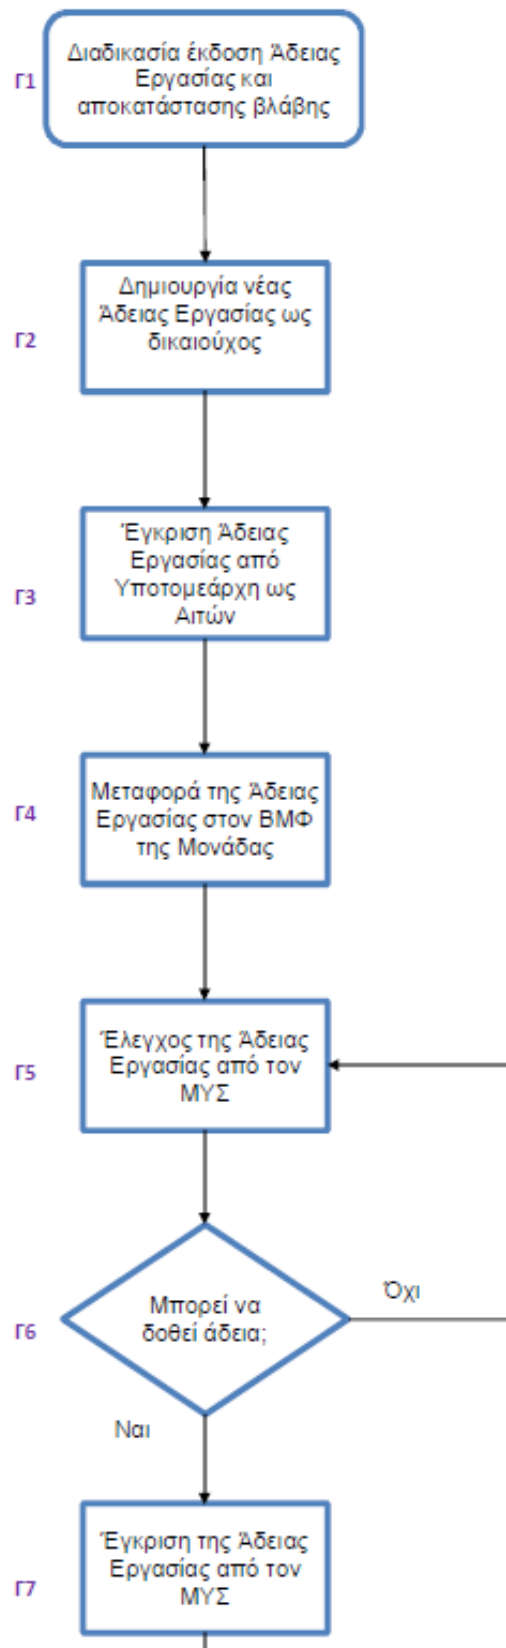 Γ1
Διαδικασία έκδοση Άδειας
Εργασίας και
αποκατάστασης βλάβης
Γ2
Δημιουργία νέας
Άδειας Εργασίας ως
δικαιούχος
Γ3
Έγκριση Άδειας
Εργασίας από
Υποτομεάρχη ως
Αιτών
Γ4
Μεταφορά της Άδειας
Εργασίας στον ΒΜΦ
της Μονάδας
Γ5
Έλεγχος της Άδειας
Εργασίας από τον
ΜΥΣ
Γ6
Μπορεί να
δοθεί άδεια;
Όχι
Ναι
Γ7
Έγκριση της Άδειας
Εργασίας από τον
ΜΥΣ